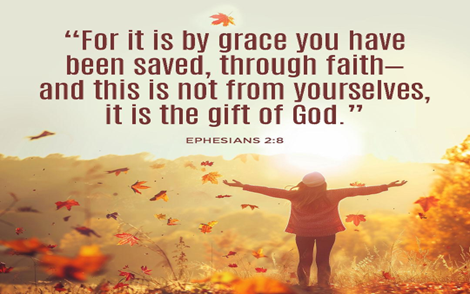 “For it is by grace you have
been saved, through faith—
and this is not from yourselves,
it is the gift of God.”
EPHESIANS 2:8